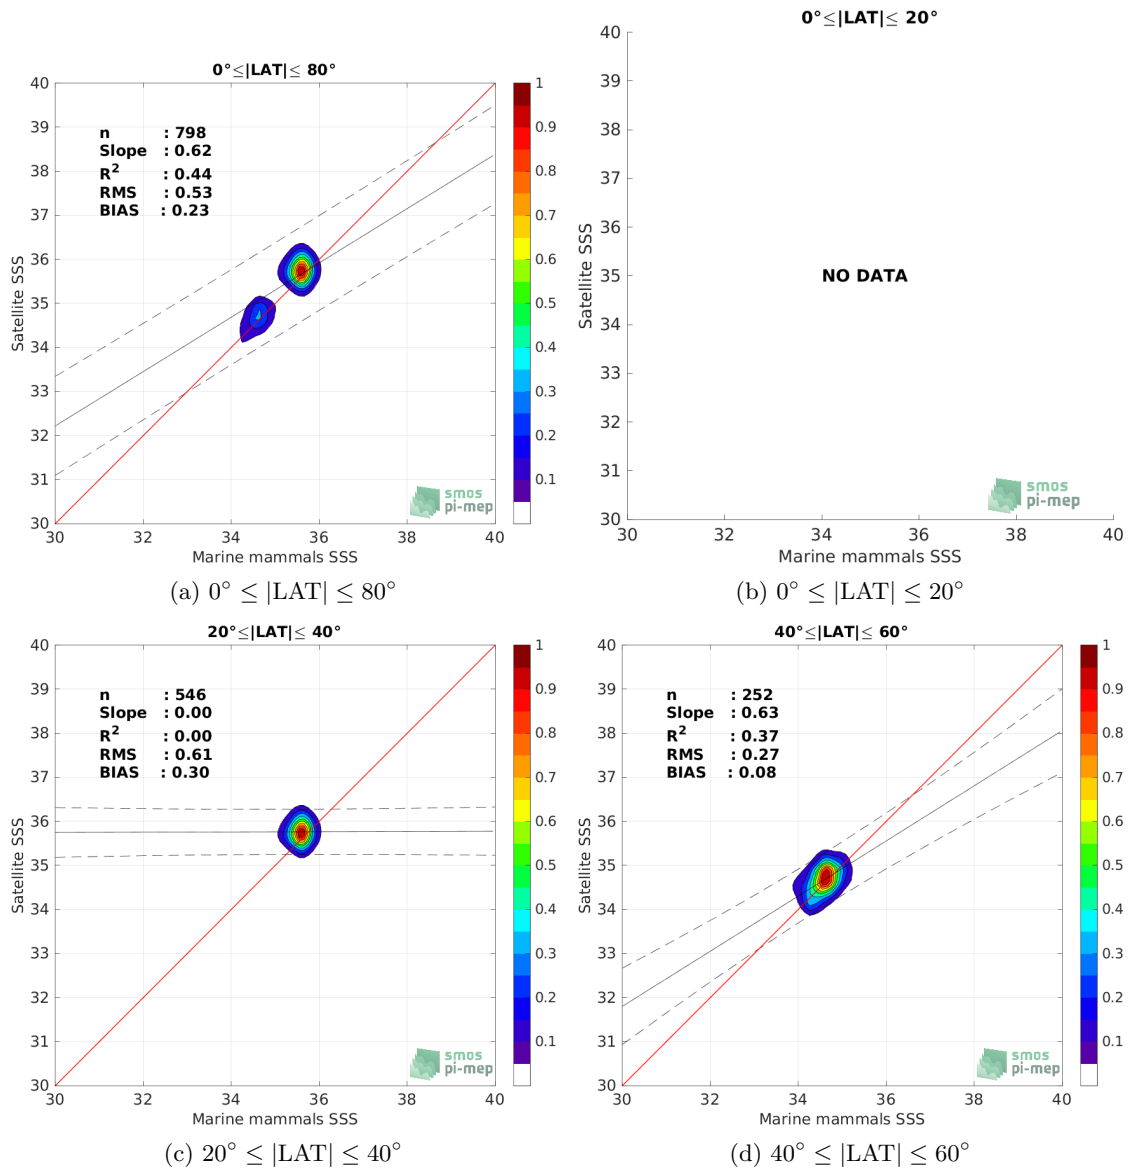 0°≤|LAT|≤ 80°
40
39
38
37
36
35
34
33
32
31
30
n : 798
Slope : 0.62
R² : 0.44
RMS : 0.53
BIAS : 0.23
Satellite SSS
30 32 34 36 38 40
Marine mammals SSS
1
0.9
0.8
0.7
0.6
0.5
0.4
0.3
0.2
0.1
smos
pi-mep
(a) 0° ≤ |LAT| ≤ 80°
0°≤|LAT|≤ 20°
40
39
38
37
36
35
34
33
32
31
30
NO DATA
Satellite SSS
30 32 34 36 38 40
Marine mammals SSS
smos
pi-mep
(b) 0° ≤ |LAT| ≤ 20°
20°≤|LAT|≤ 40°
40
39
38
37
36
35
34
33
32
31
30
n : 546
Slope : 0.00
R² : 0.00
RMS : 0.61
BIAS : 0.30
Satellite SSS
30 32 34 36 38 40
Marine mammals SSS
1
0.9
0.8
0.7
0.6
0.5
0.4
0.3
0.2
0.1
smos
pi-mep
(c) 20° ≤ |LAT| ≤ 40°
40°≤|LAT|≤ 60°
40
39
38
37
36
35
34
33
32
31
30
n : 252
Slope : 0.63
R² : 0.37
RMS : 0.27
BIAS : 0.08
Satellite SSS
30 32 34 36 38 40
Marine mammals SSS
1
0.9
0.8
0.7
0.6
0.5
0.4
0.3
0.2
0.1
smos
pi-mep
(d) 40° ≤ |LAT| ≤ 60°